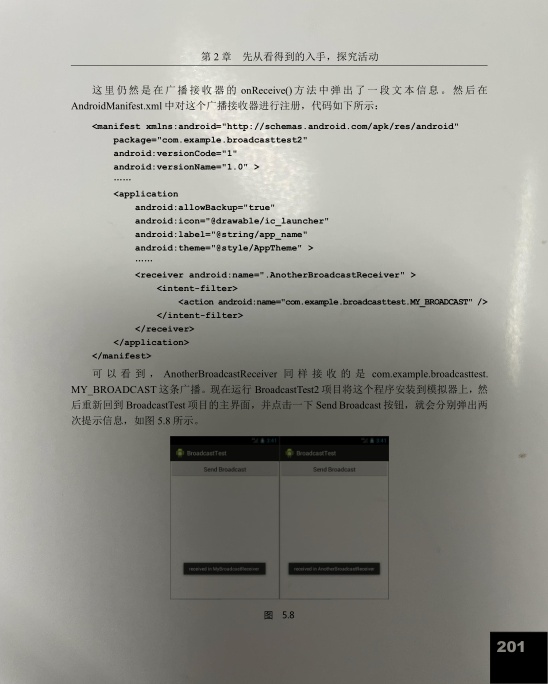 第 2 章 先从看得到的入手，探究活动
这里仍然是在广播接收器的 onReceive()方法中弹出了一段文本信息。然后在
AndroidManifest.xml 中对这个广播接收器进行注册，代码如下所示：
<manifest xmlns:android="http://schemas.android.com/apk/res/android"
package="com.example.broadcasttest2"
android:versionCode="1"
android:versionName="1.0" >
……
<application
android:allowBackup="true"
android:icon="@drawable/ic_launcher"
android:label="@string/app_name"
android:theme="@style/AppTheme" >
……
<receiver android:name=".AnotherBroadcastReceiver" >
<intent-filter>
<action android:name="com.example.broadcasttest.MY_BROADCAST" />
</intent-filter>
</receiver>
</application>
</manifest>
可以看到，AnotherBroadcastReceiver 同样接收的是 com.example.broadcasttest.
MY_BROADCAST 这条广播。现在运行 BroadcastTest2 项目将这个程序安装到模拟器上，然
后重新回到 BroadcastTest 项目的主界面，并点击一下 Send Broadcast 按钮，就会分别弹出两
次提示信息，如图 5.8 所示。
BroadcastTest BroadcastTest
Send Broadcast Send Broadcast
received in MyBroadcastReceiver received in AnotherBroadcastReceiver
图 5.8
201